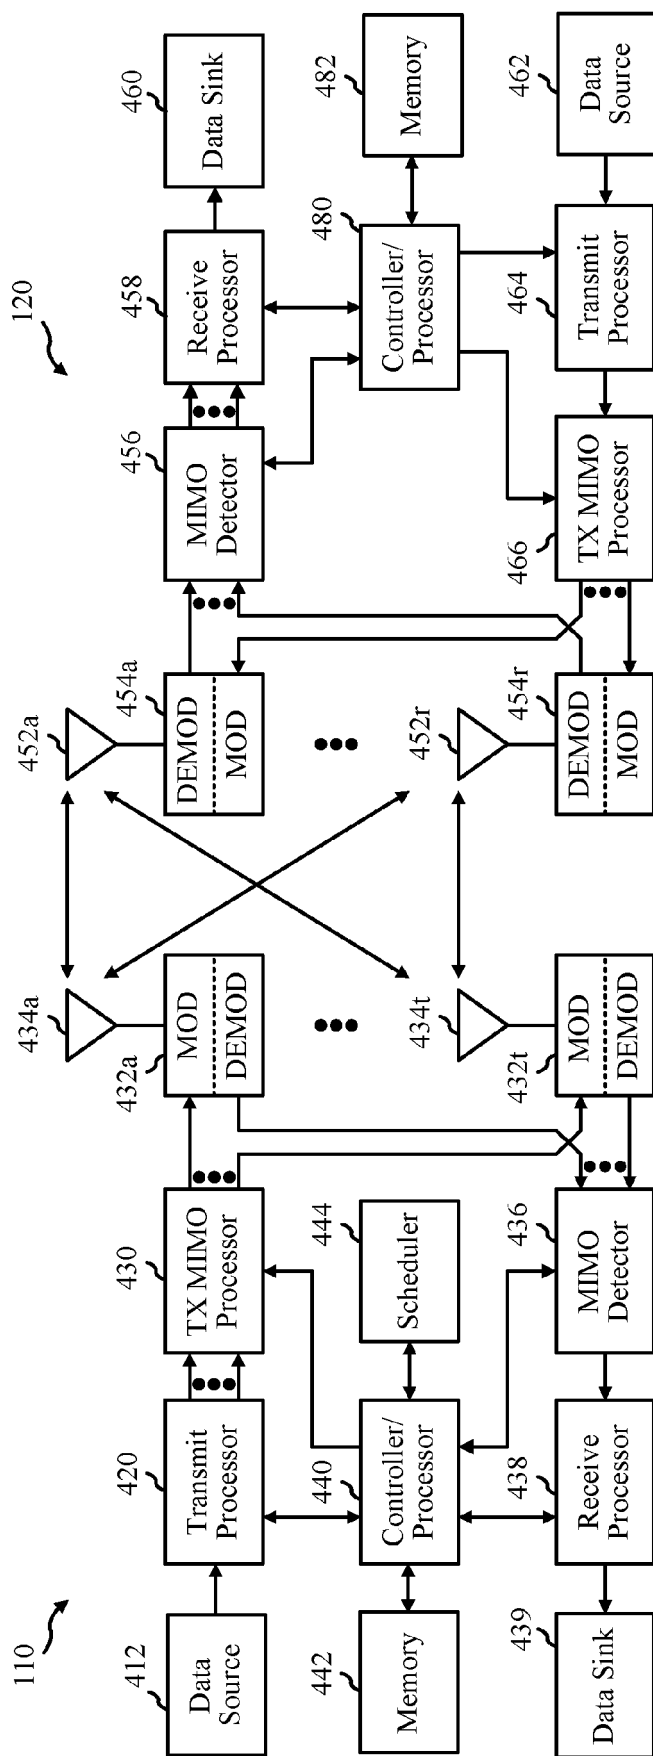 110
120
412
Data
Source
420
Transmit
Processor
430
TX MIMO
Processor
432a
MOD
DEMOD
434a
452a
454a
DEMOD
MOD
456
MIMO
Detector
458
Receive
Processor
460
Data Sink
442
Memory
440
Controller/
Processor
444
Scheduler
434t
452r
480
Controller/
Processor
482
Memory
439
Data Sink
438
Receive
Processor
436
MIMO
Detector
432t
MOD
DEMOD
454r
DEMOD
MOD
466
TX MIMO
Processor
464
Transmit
Processor
462
Data
Source